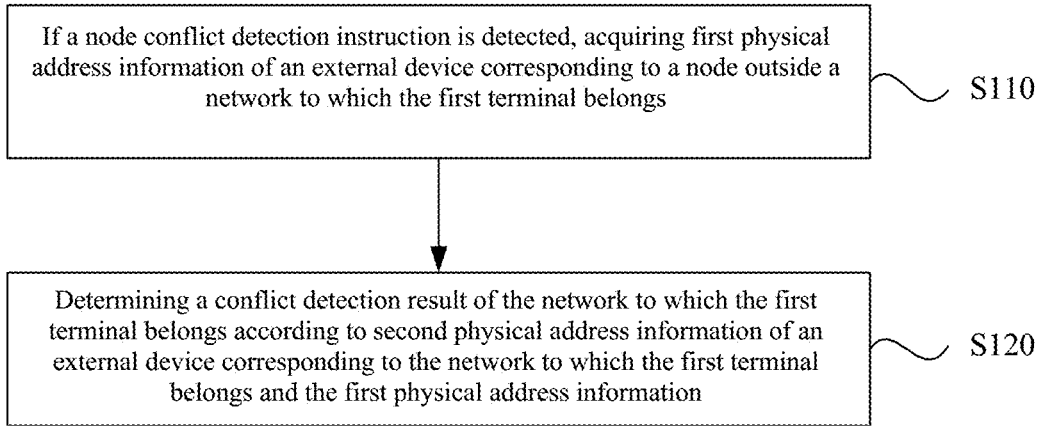 If a node conflict detection instruction is detected, acquiring first physical
address information of an external device corresponding to a node outside a
network to which the first terminal belongs
S110
Determining a conflict detection result of the network to which the first
terminal belongs according to second physical address information of an
external device corresponding to the network to which the first terminal
belongs and the first physical address information
S120